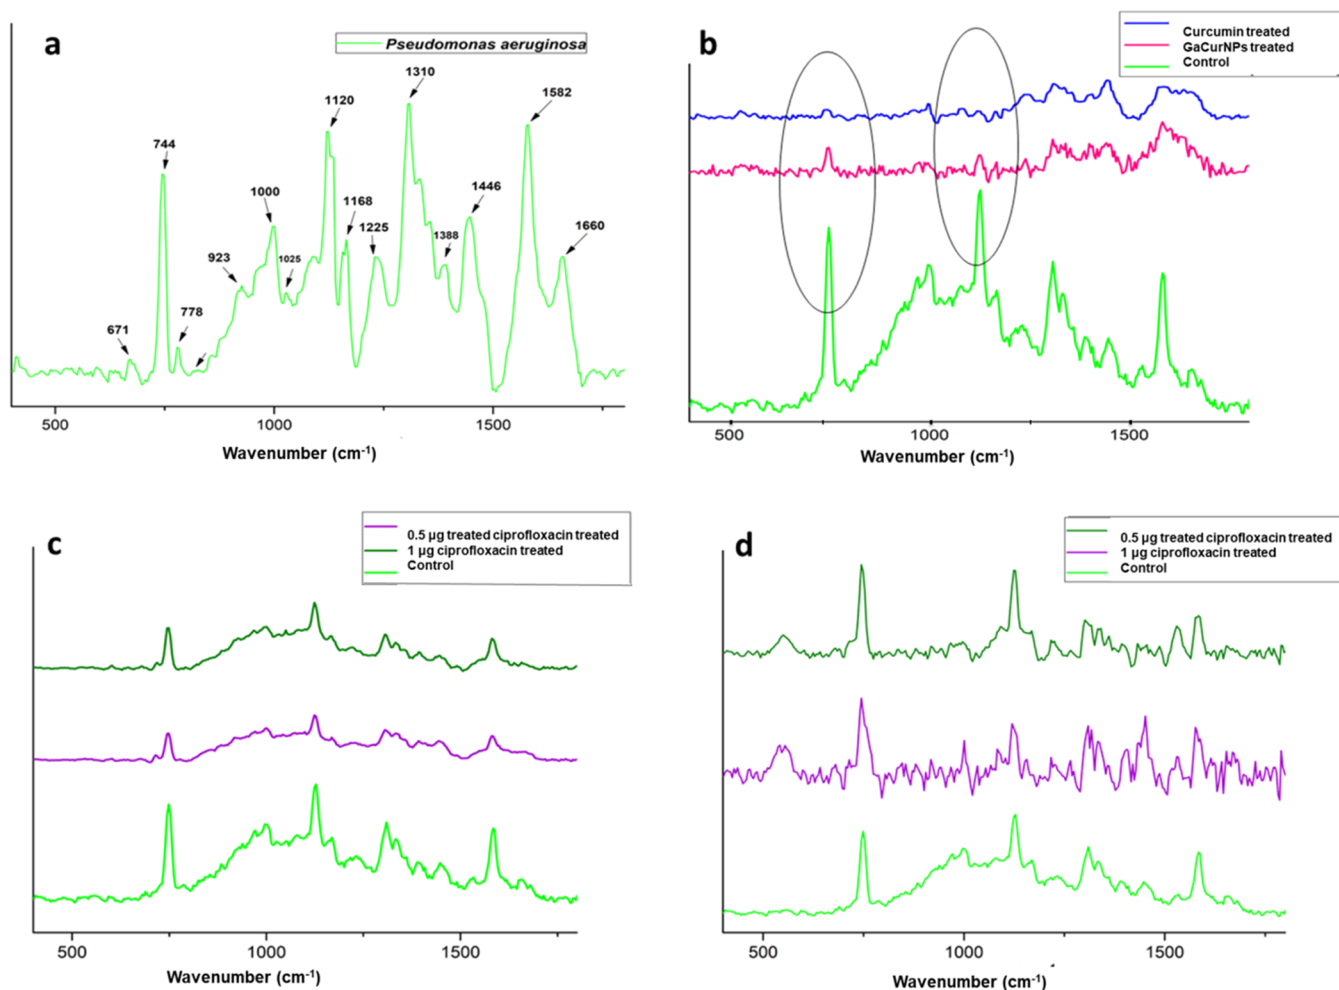 a
Pseudomonas aeruginosa
1310
1120
1582
744
1000
1168
1446
1225
1388
1660
923
1025
778
671
500
1000
1500
Wavenumber (cm⁻¹)
b
Curcumin treated
GaCurNPs treated
Control
500
1000
1500
Wavenumber (cm⁻¹)
c
0.5 µg treated ciprofloxacin treated
1 µg ciprofloxacin treated
Control
500
1000
1500
Wavenumber (cm⁻¹)
d
0.5 µg treated ciprofloxacin treated
1 µg ciprofloxacin treated
Control
500
1000
1500
Wavenumber (cm⁻¹)